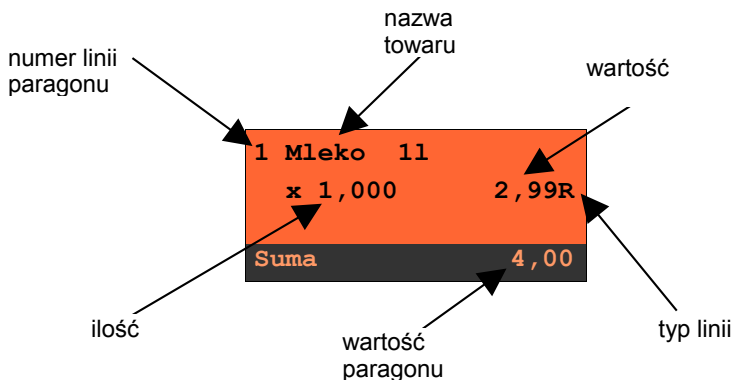 nazwa
towaru
numer linii
paragonu
wartość
1 Mleko 1l
x 1,000 2,99R
Suma 4,00
ilość
wartość
paragonu
typ linii